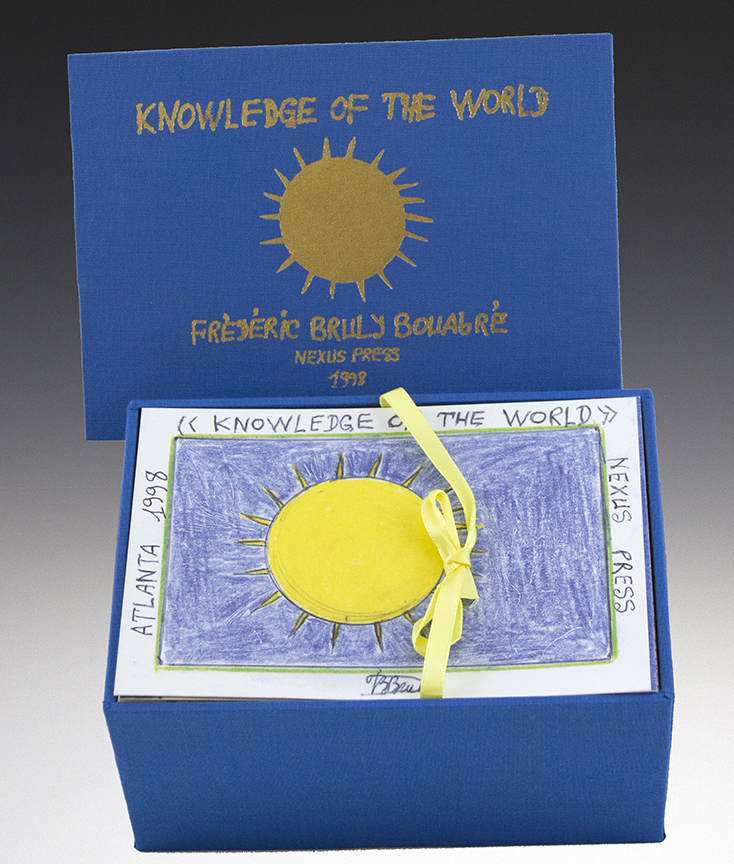 KNOWLEDGE OF THE WORLD
FRÉDÉRIC BRULY BOUABRÉ
NEXUS PRESS
1998
<< KNOWLEDGE OF THE WORLD >>
ATLANTA 1998
NEXUS PRESS